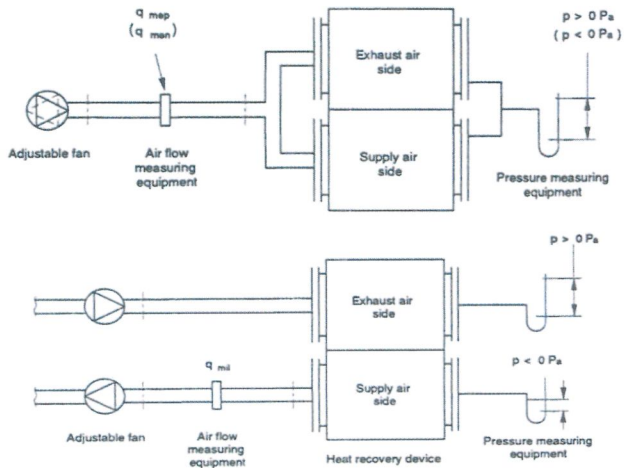 q mep
( q men )
p > 0 Pa
( p < 0 Pa )
Exhaust air
side
Adjustable fan
Air flow
measuring
equipment
Supply air
side
Pressure measuring
equipment
p > 0 Pa
Exhaust air
side
q mil
p < 0 Pa
Supply air
side
Adjustable fan
Air flow
measuring
equipment
Heat recovery device
Pressure measuring
equipment